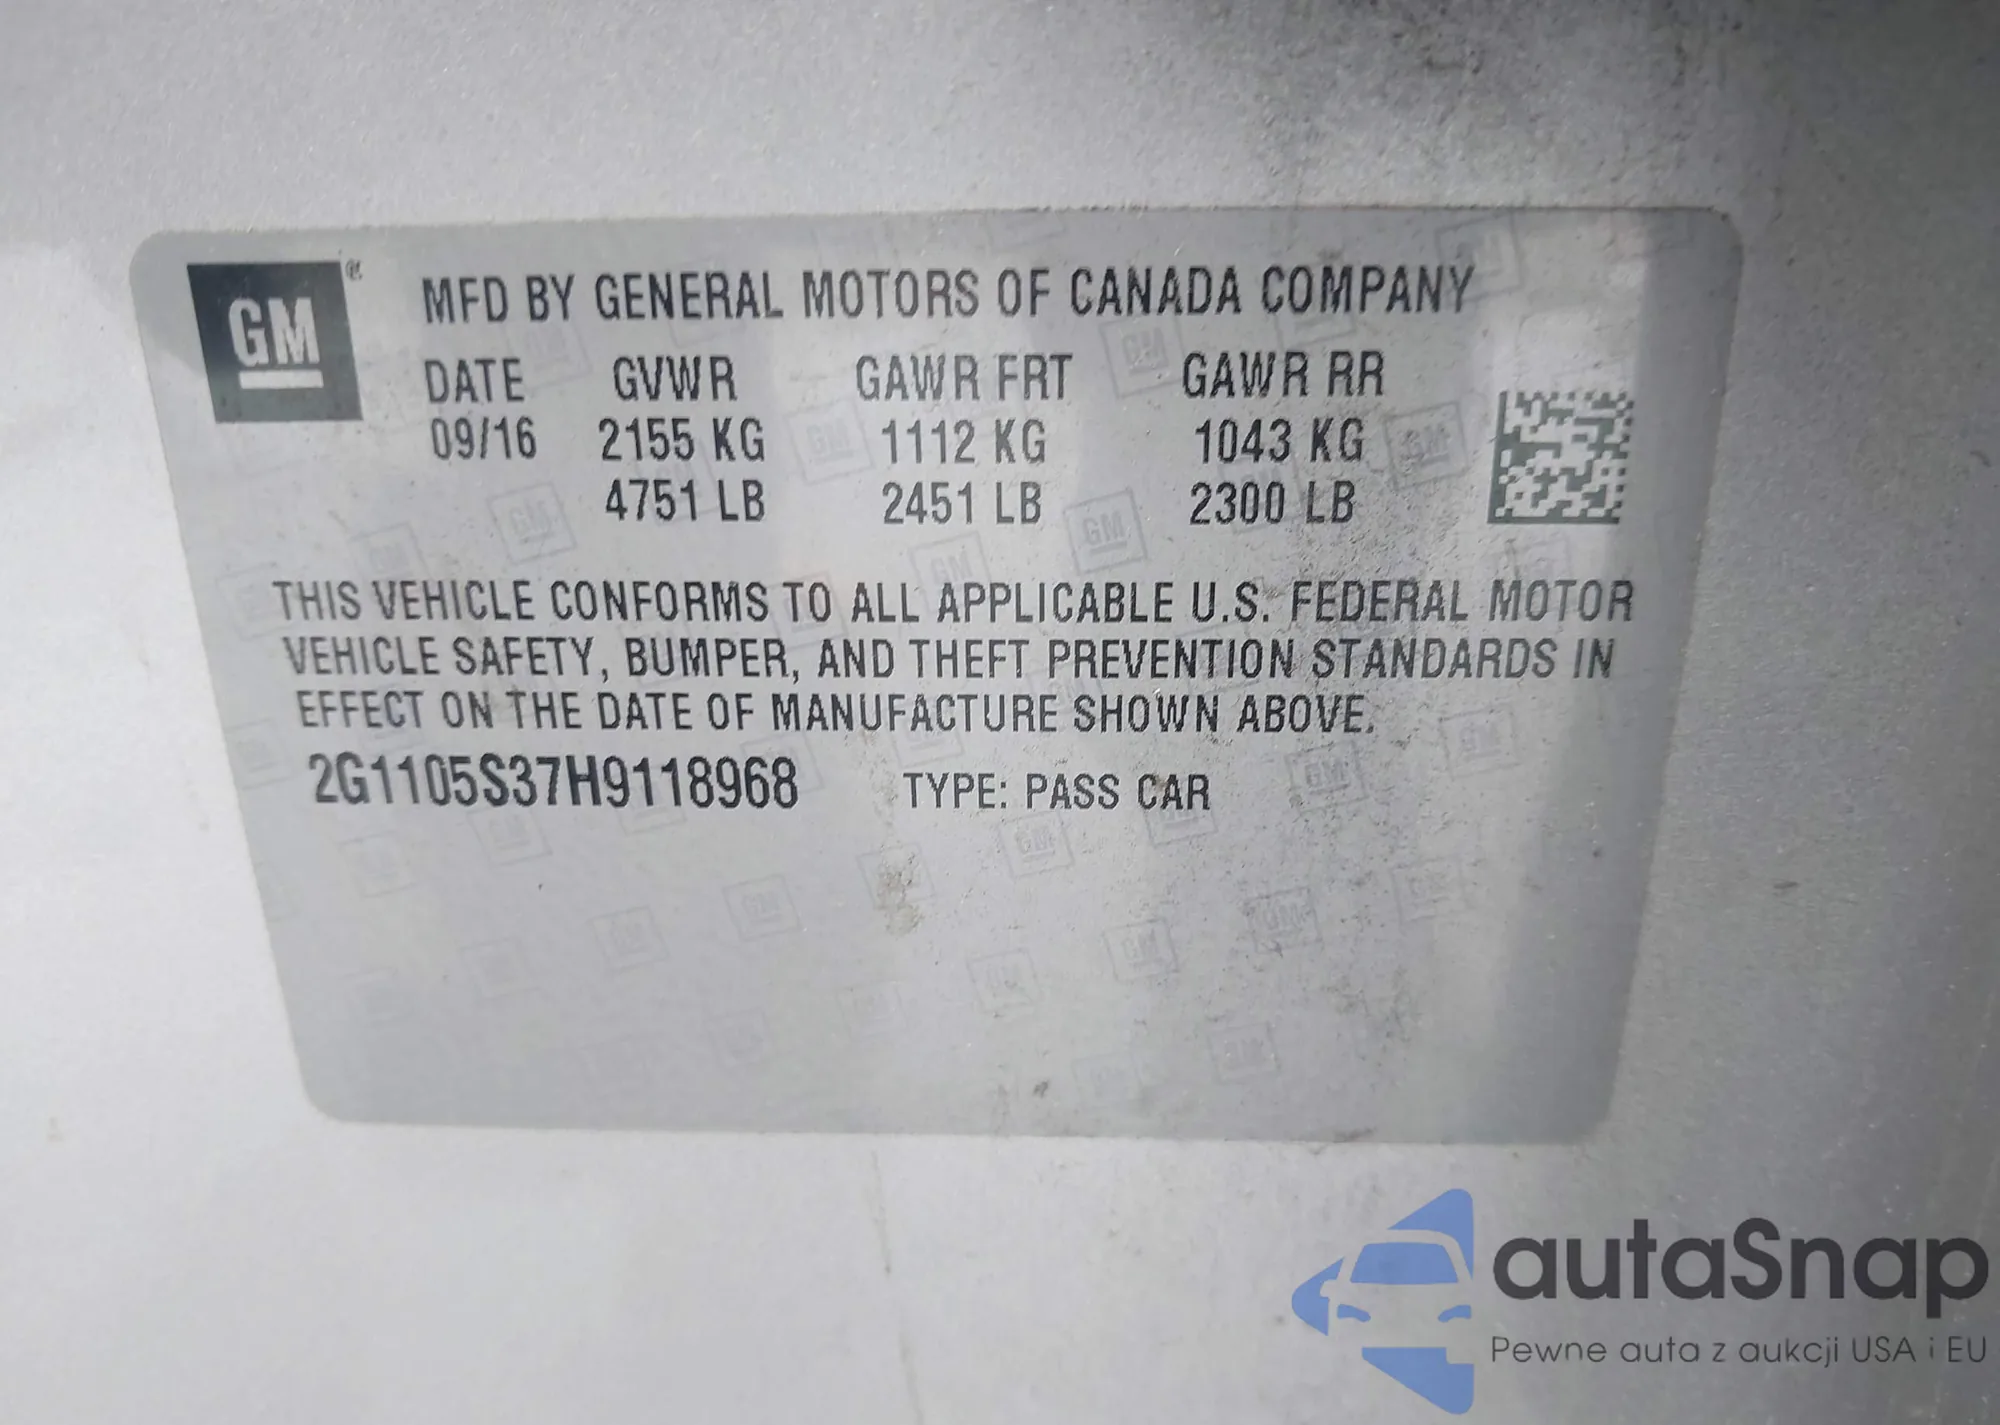 GM ®
MFD BY GENERAL MOTORS OF CANADA COMPANY
DATE GVWR GAWR FRT GAWR RR
09/16 2155 KG 1112 KG 1043 KG
4751 LB 2451 LB 2300 LB
THIS VEHICLE CONFORMS TO ALL APPLICABLE U.S. FEDERAL MOTOR
VEHICLE SAFETY, BUMPER, AND THEFT PREVENTION STANDARDS IN
EFFECT ON THE DATE OF MANUFACTURE SHOWN ABOVE.
2G1105S37H9118968 TYPE: PASS CAR
autaSnap
Pewne auta z aukcji USA i EU